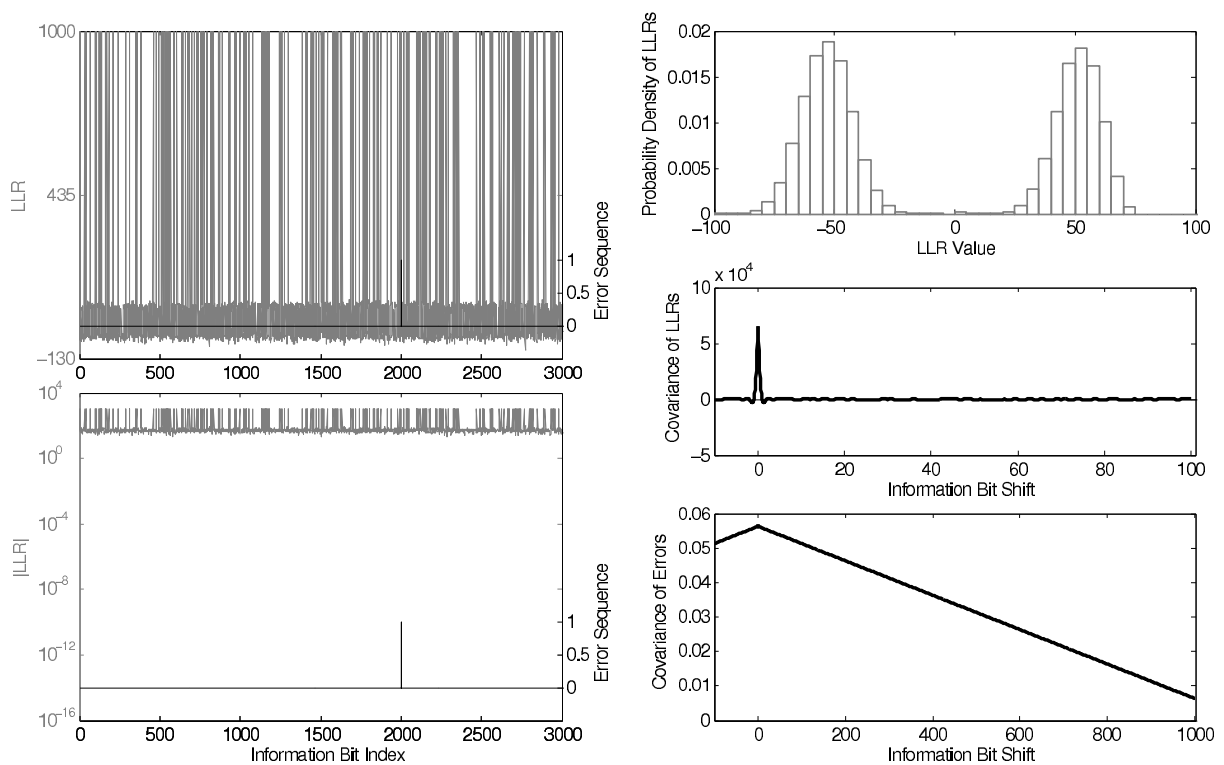 1000
435
−130
LLR
1
0.5
0
Error Sequence
0 500 1000 1500 2000 2500 3000
10^4
10^0
10^−4
10^−8
10^−12
10^−16
|LLR|
1
0.5
0
Error Sequence
0 500 1000 1500 2000 2500 3000
Information Bit Index
0.02
0.015
0.01
0.005
0
Probability Density of LLRs
−100 −50 0 50 100
LLR Value
x 10^4
10
5
0
−5
Covariance of LLRs
0 20 40 60 80 100
Information Bit Shift
0.06
0.05
0.04
0.03
0.02
0.01
0
Covariance of Errors
0 200 400 600 800 1000
Information Bit Shift